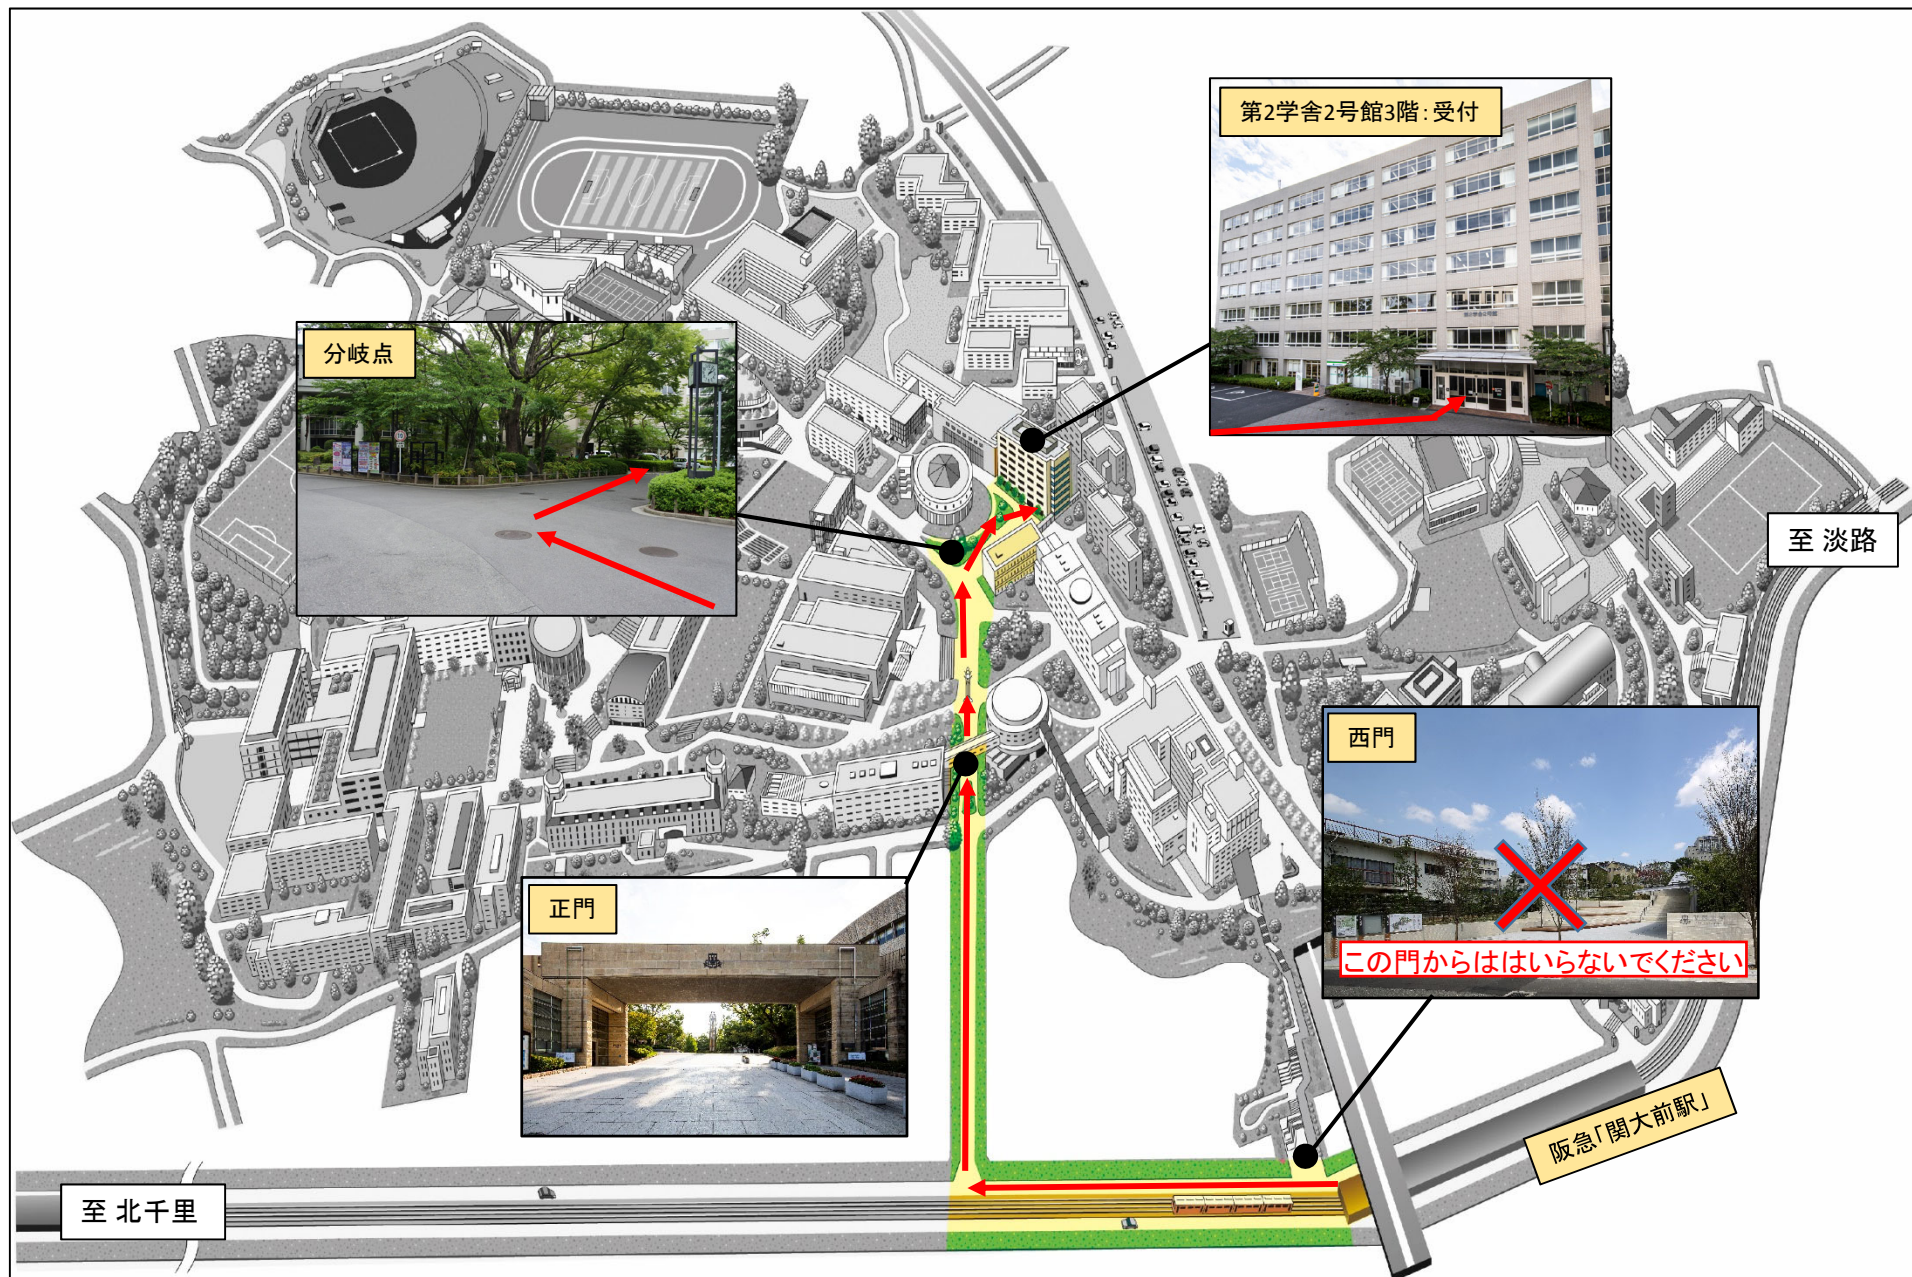 第2学舎2号館3階：受付
分岐点
至 淡路
西門
この門からははいらないでください
正門
阪急「関大前駅」
至 北千里